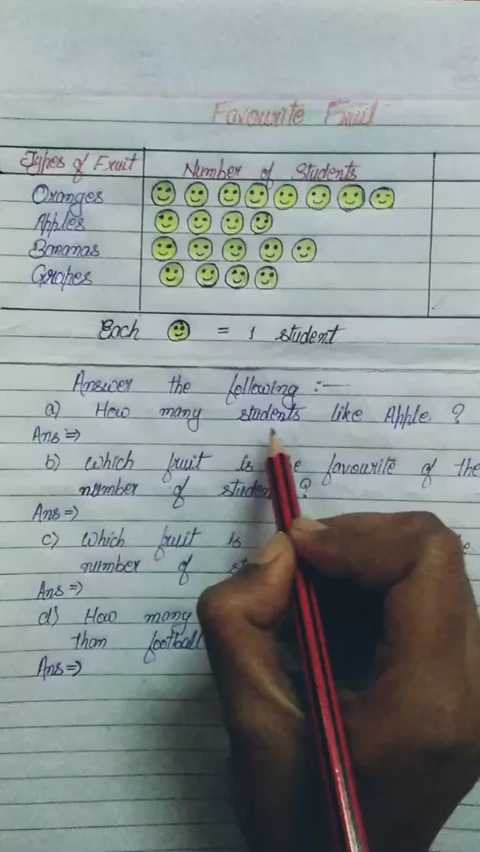 Favourite Fruit
Types of Fruit Number of Students
Oranges
Apples
Bananas
Grapes
Each = 1 student
Answer the following :—
a) How many students like Apple ?
Ans ⇒
b) which fruit is favourite of the
number of studen ?
Ans ⇒
c) which fruit is
number of
Ans ⇒
d) How many
than football
Ans ⇒